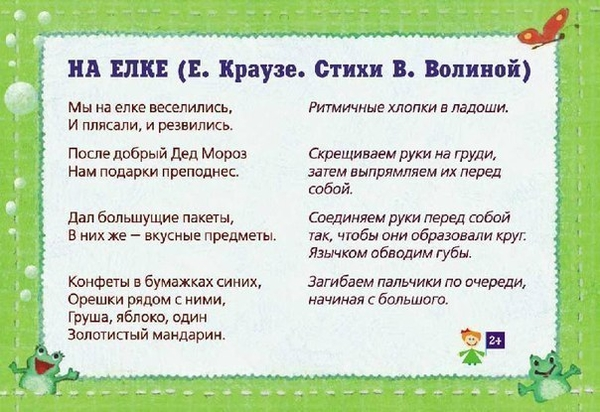 НА ЕЛКЕ (Е. Краузе. Стихи В. Волиной)
Мы на елке веселились,
И плясали, и резвились.
Ритмичные хлопки в ладоши.
После добрый Дед Мороз
Нам подарки преподнес.
Скрещиваем руки на груди,
затем выпрямляем их перед
собой.
Дал большущие пакеты,
В них же – вкусные предметы.
Соединяем руки перед собой
так, чтобы они образовали круг.
Язычком обводим губы.
Конфеты в бумажках синих,
Орешки рядом с ними,
Груша, яблоко, один
Золотистый мандарин.
Загибаем пальчики по очереди,
начиная с большого.
2+